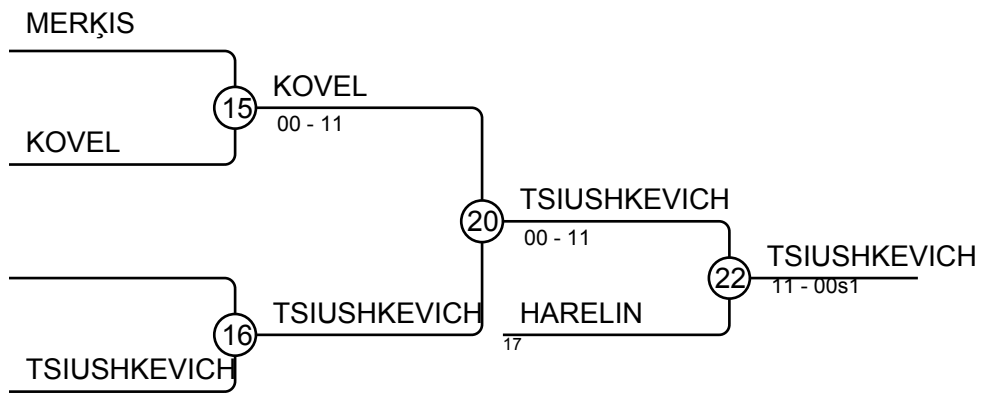 MERĶIS
KOVEL
15
00 - 11
KOVEL
TSIUSHKEVICH
20
00 - 11
TSIUSHKEVICH
22
11 - 00s1
TSIUSHKEVICH
16
HARELIN
17
TSIUSHKEVICH